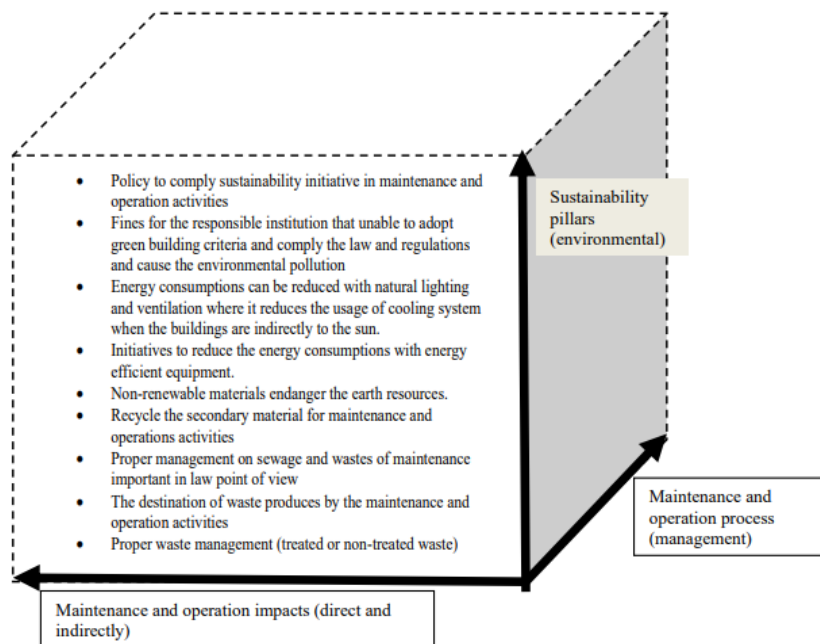 • Policy to comply sustainability initiative in maintenance and
operation activities
• Fines for the responsible institution that unable to adopt
green building criteria and comply the law and regulations
and cause the environmental pollution
• Energy consumptions can be reduced with natural lighting
and ventilation where it reduces the usage of cooling system
when the buildings are indirectly to the sun.
• Initiatives to reduce the energy consumptions with energy
efficient equipment.
• Non-renewable materials endanger the earth resources.
• Recycle the secondary material for maintenance and
operations activities
• Proper management on sewage and wastes of maintenance
important in law point of view
• The destination of waste produces by the maintenance and
operation activities
• Proper waste management (treated or non-treated waste)
Sustainability
pillars
(environmental)
Maintenance and
operation process
(management)
Maintenance and operation impacts (direct and
indirectly)